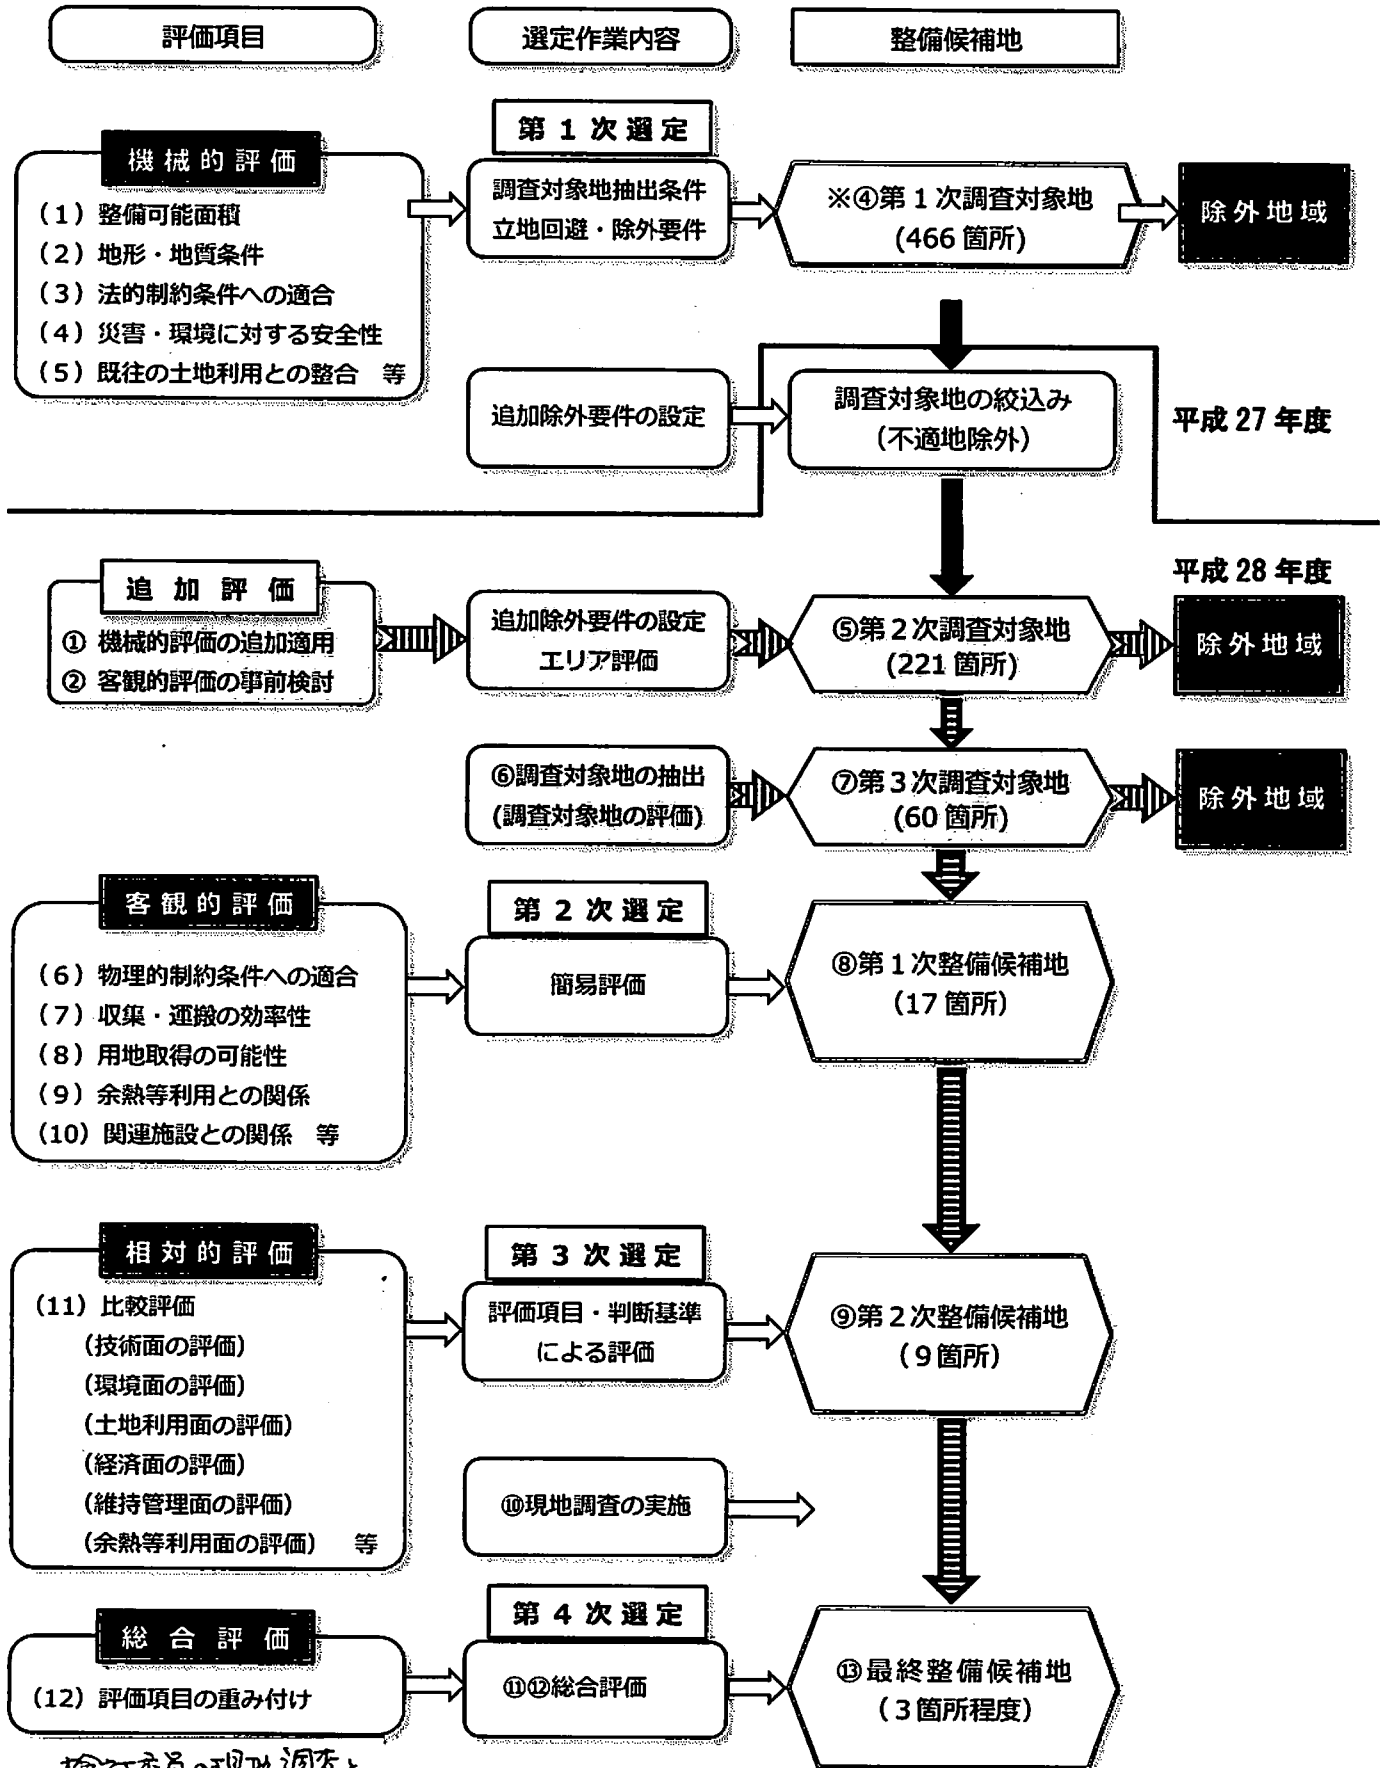 評価項目
選定作業内容
整備候補地
第1次選定
機械的評価
(1)整備可能面積
(2)地形・地質条件
(3)法的制約条件への適合
(4)災害・環境に対する安全性
(5)既往の土地利用との整合 等
調査対象地抽出条件
立地回避・除外要件
※④第1次調査対象地
(466箇所)
除外地域
追加除外要件の設定
調査対象地の絞込み
(不適地除外)
平成27年度
平成28年度
追加評価
① 機械的評価の追加適用
② 客観的評価の事前検討
追加除外要件の設定
エリア評価
⑤第2次調査対象地
(221箇所)
除外地域
⑥調査対象地の抽出
(調査対象地の評価)
⑦第3次調査対象地
(60箇所)
除外地域
客観的評価
(6)物理的制約条件への適合
(7)収集・運搬の効率性
(8)用地取得の可能性
(9)余熱等利用との関係
(10)関連施設との関係 等
第2次選定
簡易評価
⑧第1次整備候補地
(17箇所)
相対的評価
(11)比較評価
(技術面の評価)
(環境面の評価)
(土地利用面の評価)
(経済面の評価)
(維持管理面の評価)
(余熱等利用面の評価) 等
第3次選定
評価項目・判断基準
による評価
⑨第2次整備候補地
(9箇所)
⑩現地調査の実施
総合評価
(12)評価項目の重み付け
第4次選定
⑪⑫総合評価
⑬最終整備候補地
(3箇所程度)